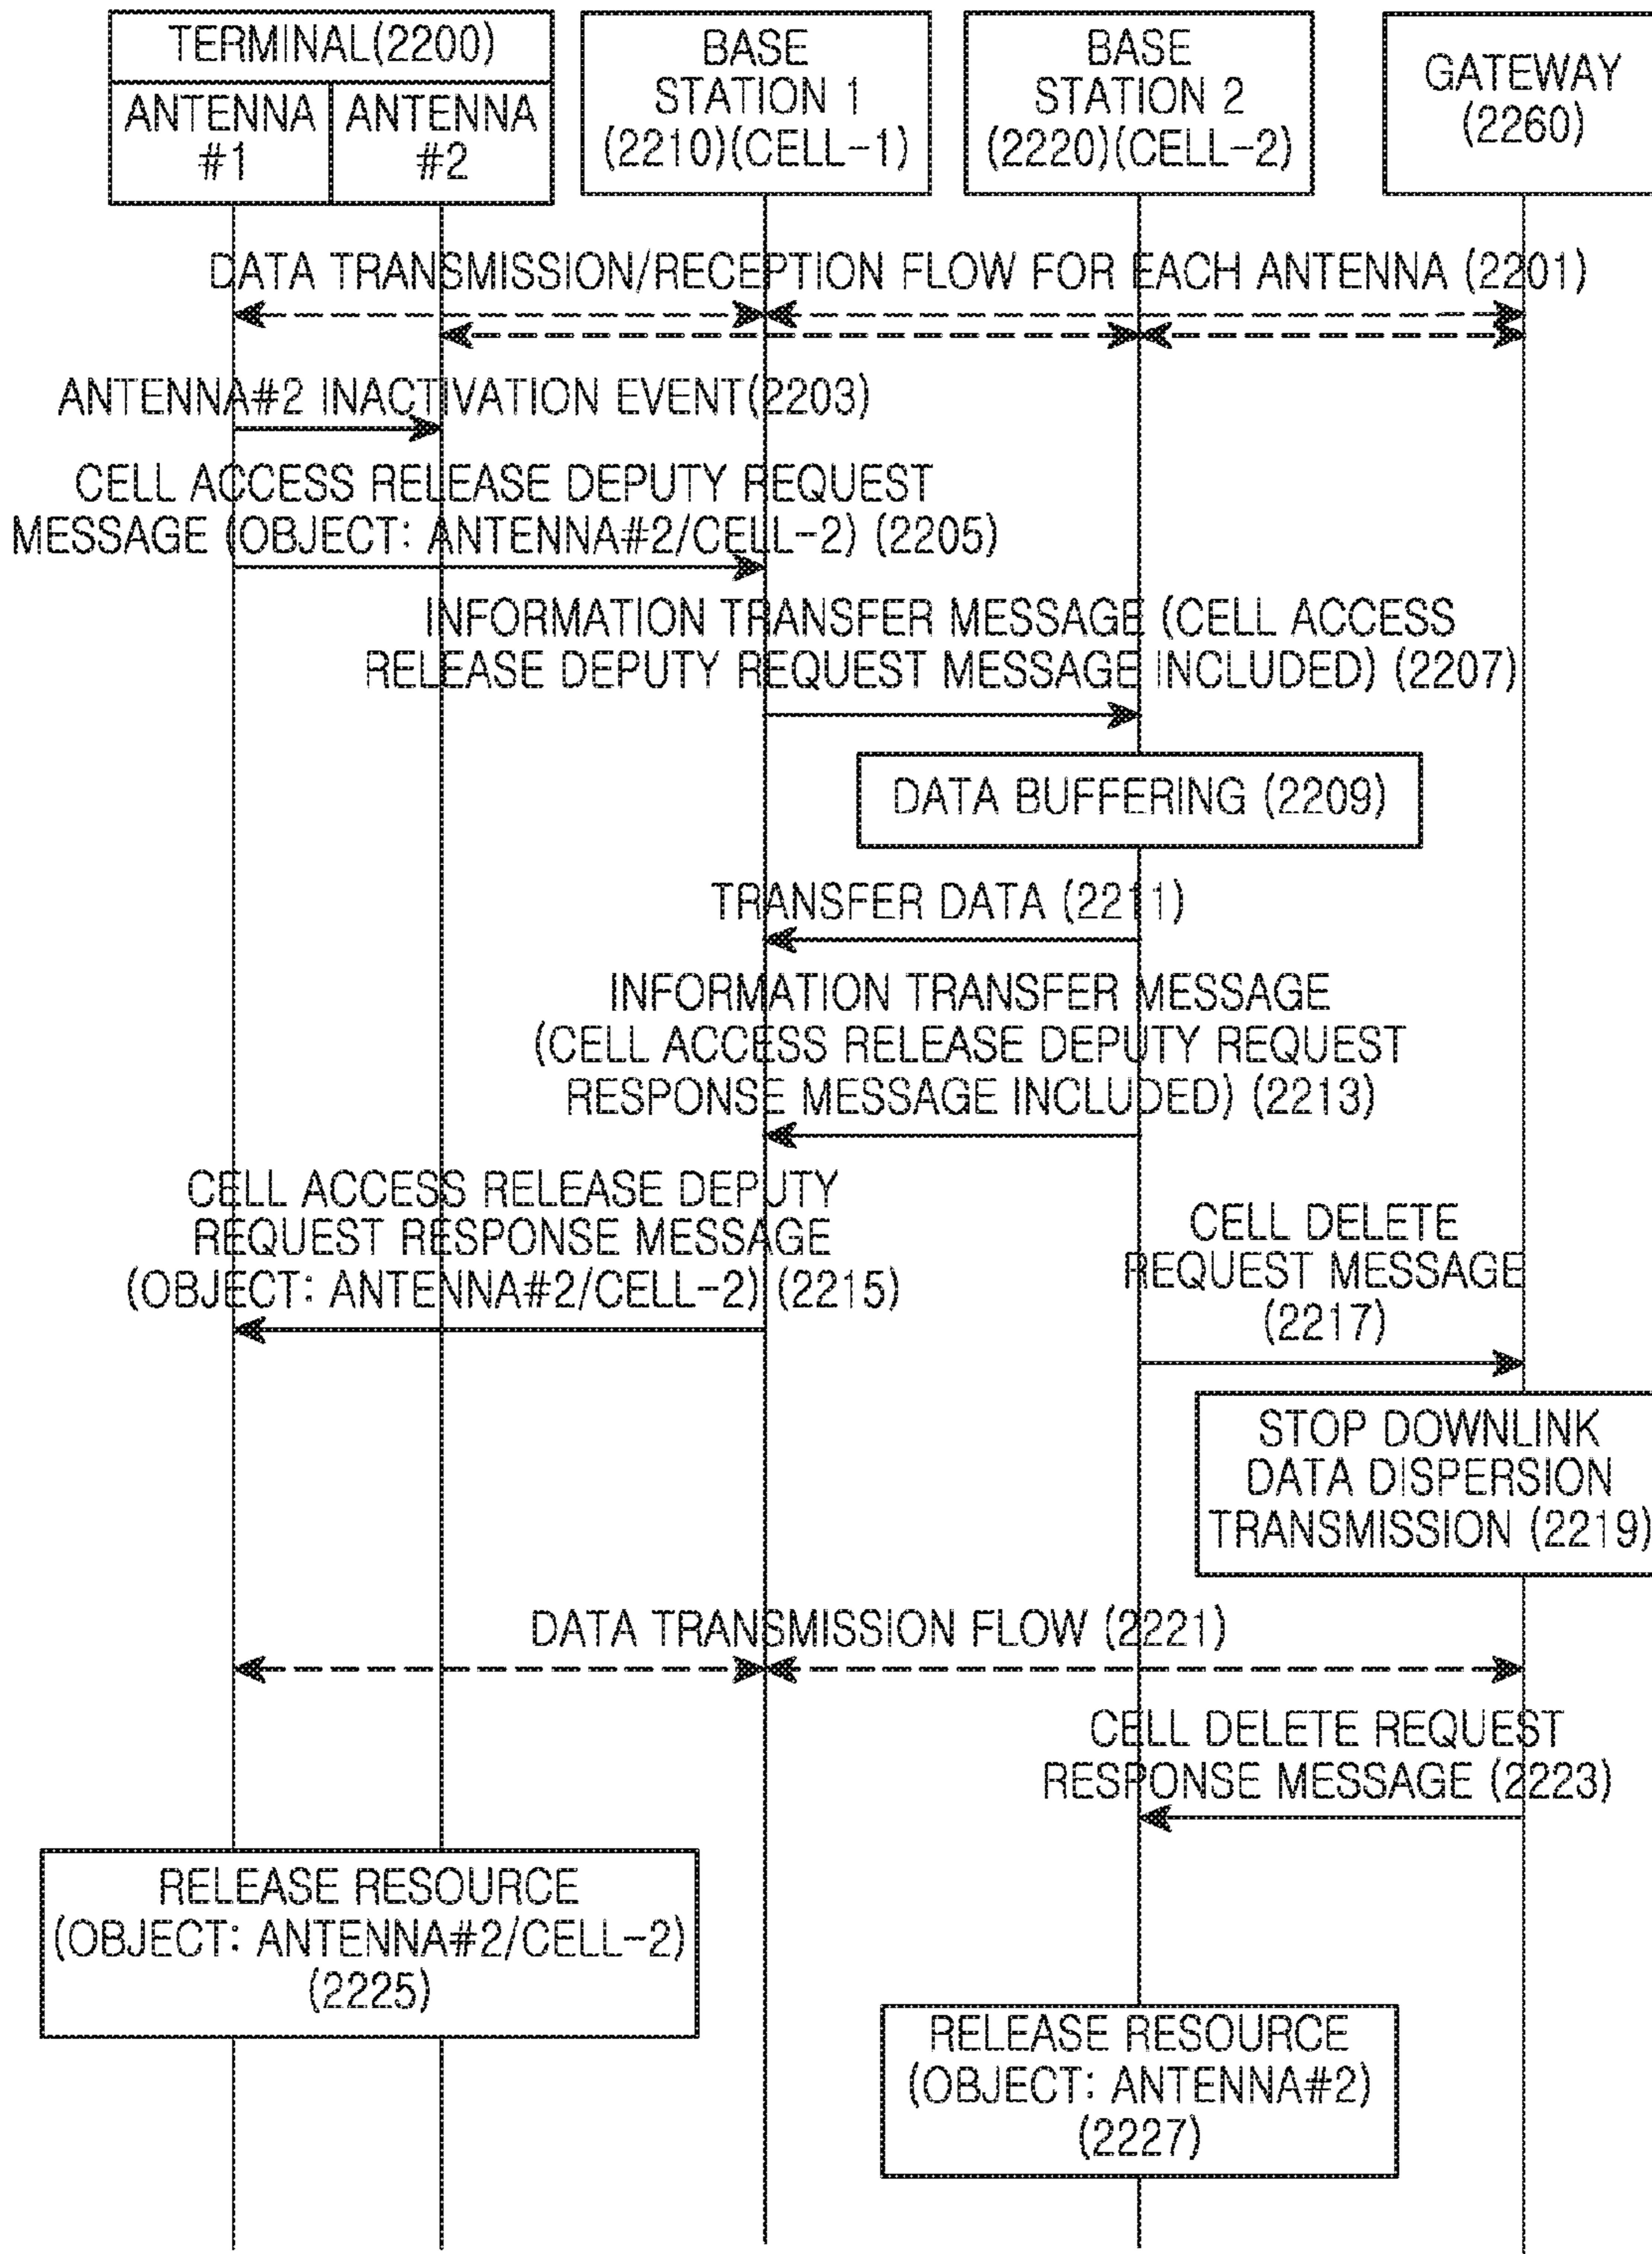 TERMINAL(2200)
ANTENNA
#1
ANTENNA
#2
BASE
STATION 1
(2210)(CELL-1)
BASE
STATION 2
(2220)(CELL-2)
GATEWAY
(2260)
DATA TRANSMISSION/RECEPTION FLOW FOR EACH ANTENNA (2201)
ANTENNA#2 INACTIVATION EVENT(2203)
CELL ACCESS RELEASE DEPUTY REQUEST
MESSAGE (OBJECT: ANTENNA#2/CELL-2) (2205)
INFORMATION TRANSFER MESSAGE (CELL ACCESS
RELEASE DEPUTY REQUEST MESSAGE INCLUDED) (2207)
DATA BUFFERING (2209)
TRANSFER DATA (2211)
INFORMATION TRANSFER MESSAGE
(CELL ACCESS RELEASE DEPUTY REQUEST
RESPONSE MESSAGE INCLUDED) (2213)
CELL ACCESS RELEASE DEPUTY
REQUEST RESPONSE MESSAGE
(OBJECT: ANTENNA#2/CELL-2) (2215)
CELL DELETE
REQUEST MESSAGE
(2217)
STOP DOWNLINK
DATA DISPERSION
TRANSMISSION (2219)
DATA TRANSMISSION FLOW (2221)
CELL DELETE REQUEST
RESPONSE MESSAGE (2223)
RELEASE RESOURCE
(OBJECT: ANTENNA#2/CELL-2)
(2225)
RELEASE RESOURCE
(OBJECT: ANTENNA#2)
(2227)